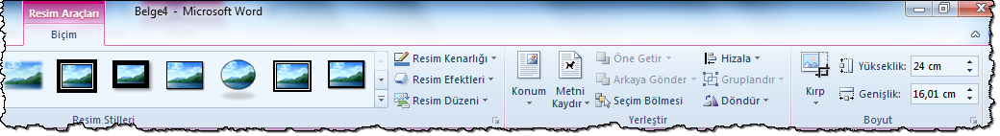 Resim Araçları
Belge4 - Microsoft Word
Biçim
Resim Kenarlığı
Resim Efektleri
Resim Düzeni
Resim Stilleri
Konum
Metni Kaydır
Öne Getir
Arkaya Gönder
Seçim Bölmesi
Hizala
Gruplandır
Döndür
Yerleştir
Kırp
Yükseklik: 24 cm
Genişlik: 16,01 cm
Boyut